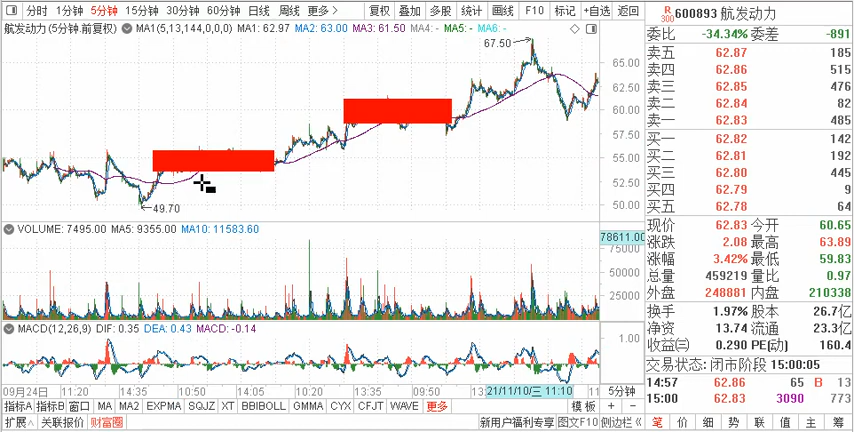 分时 1分钟 5分钟 15分钟 30分钟 60分钟 日线 周线 更多 > 复权 叠加 多股 统计 画线 F10 标记 +自选 返回
R 300 600893 航发动力
航发动力(5分钟.前复权) MA1(5,13,144,0,0,0) MA1: 62.97 MA2: 63.00 MA3: 61.50 MA4: - MA5: - MA6: -
委比 -34.34% 委差 -891
卖五 62.87 185
卖四 62.86 515
卖三 62.85 476
卖二 62.84 82
卖一 62.83 485
买一 62.82 142
买二 62.81 192
买三 62.80 445
买四 62.79 9
买五 62.78 64
67.50
65.00
62.50
60.00
57.50
55.00
52.50
50.00
49.70
现价 62.83 今开 60.65
涨跌 2.08 最高 63.89
涨幅 3.42% 最低 59.83
总量 459219 量比 0.97
外盘 248881 内盘 210338
换手 1.97% 股本 26.7亿
净资 13.74 流通 23.3亿
收益㈢ 0.290 PE(动) 160.4
交易状态: 闭市阶段 15:00:05
14:57 62.86 65 B 13
15:00 62.83 3090 773
VOLUME: 7495.00 MA5: 9355.00 MA10: 11583.60
78611.00
75000
50000
25000
MACD(12,26,9) DIF: 0.35 DEA: 0.43 MACD: -0.14
1.00
0.00
09月24日 11:20 14:35 10:50 14:05 10:20 13:35 09:50 21/11/10/三 11:10 5分钟
指标A 指标B 窗口 MA MA2 EXPMA SQJZ XT BBIBOLL GMMA CYX CFJT WAVE 更多 模板 + -
扩展∧ 关联报价 财富圈 新用户福利专享 图文F10 侧边栏
笔 价 细 势 联 值 主 筹